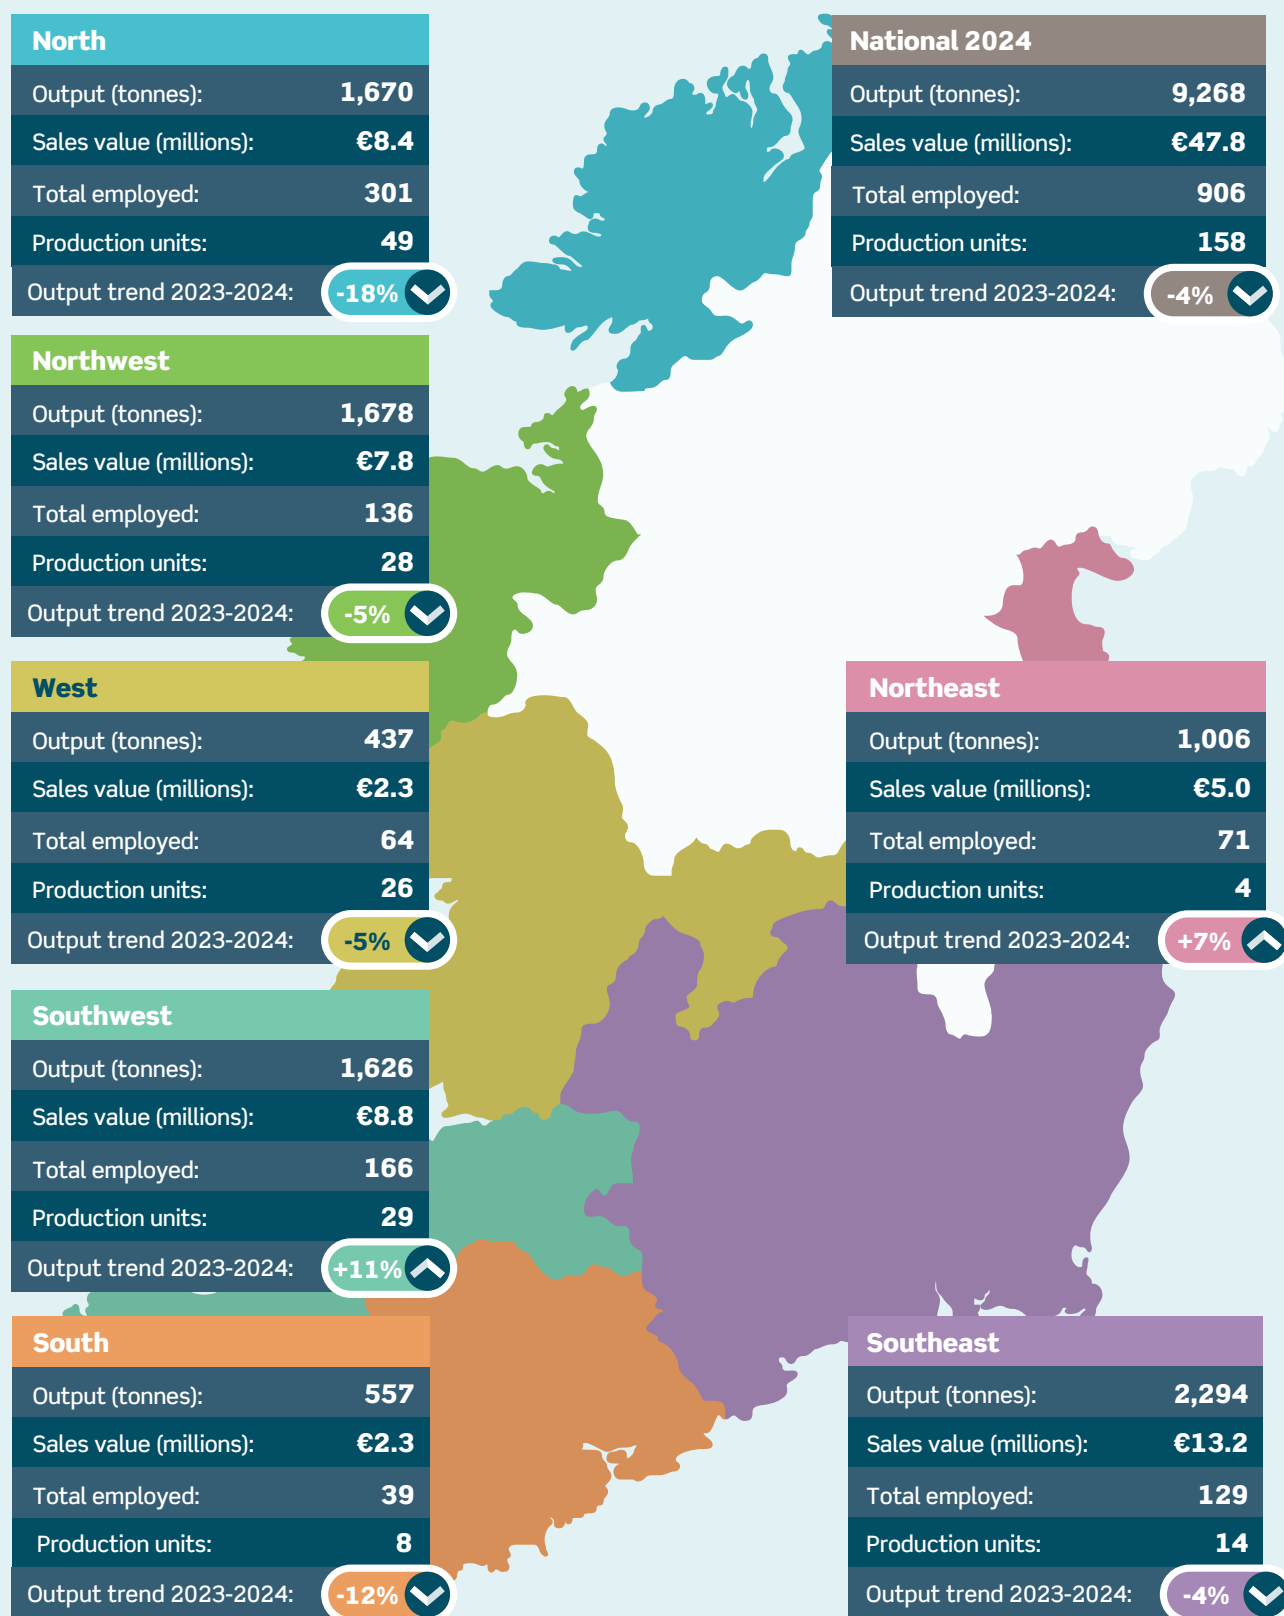 North
Output (tonnes): 1,670
Sales value (millions): €8.4
Total employed: 301
Production units: 49
Output trend 2023-2024: -18%
National 2024
Output (tonnes): 9,268
Sales value (millions): €47.8
Total employed: 906
Production units: 158
Output trend 2023-2024: -4%
Northwest
Output (tonnes): 1,678
Sales value (millions): €7.8
Total employed: 136
Production units: 28
Output trend 2023-2024: -5%
West
Output (tonnes): 437
Sales value (millions): €2.3
Total employed: 64
Production units: 26
Output trend 2023-2024: -5%
Northeast
Output (tonnes): 1,006
Sales value (millions): €5.0
Total employed: 71
Production units: 4
Output trend 2023-2024: +7%
Southwest
Output (tonnes): 1,626
Sales value (millions): €8.8
Total employed: 166
Production units: 29
Output trend 2023-2024: +11%
South
Output (tonnes): 557
Sales value (millions): €2.3
Total employed: 39
Production units: 8
Output trend 2023-2024: -12%
Southeast
Output (tonnes): 2,294
Sales value (millions): €13.2
Total employed: 129
Production units: 14
Output trend 2023-2024: -4%